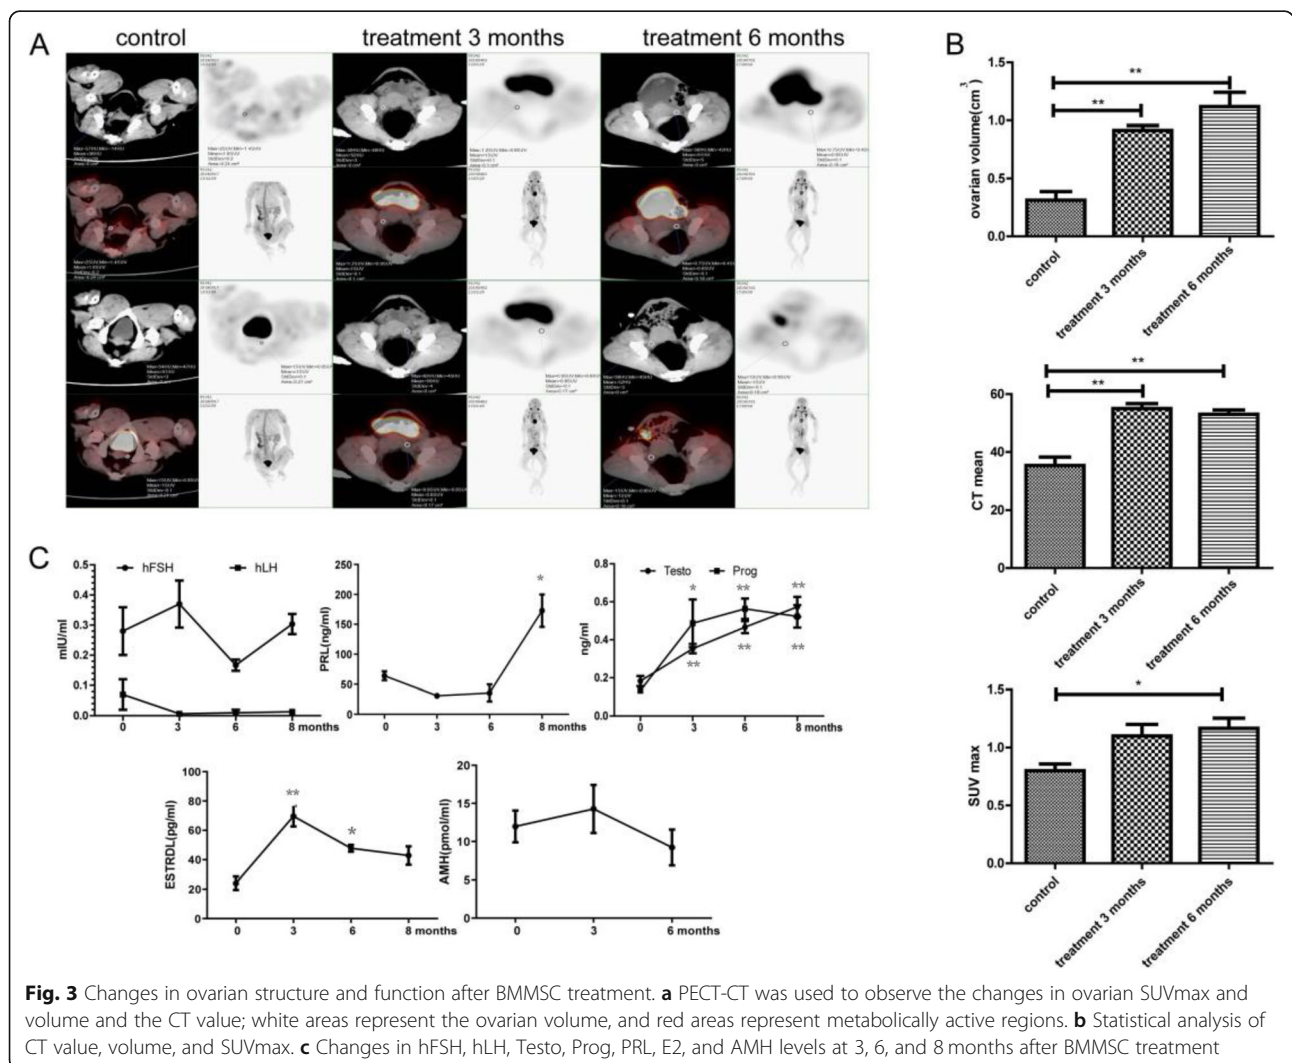 A
control
treatment 3 months
treatment 6 months
B
ovarian volume(cm³)
1.5
1.0
0.5
0.0
**
**
control
treatment 3 months
treatment 6 months
CT mean
60
40
20
0
**
**
control
treatment 3 months
treatment 6 months
SUV max
1.5
1.0
0.5
0.0
*
control
treatment 3 months
treatment 6 months
C
hFSH
hLH
mIU/ml
0.5
0.4
0.3
0.2
0.1
0.0
0 3 6 8 months
PRL(ng/ml)
250
200
150
100
50
0
*
0 3 6 8 months
Testo
Prog
ng/ml
0.8
0.6
0.4
0.2
0.0
* ** **
** ** **
0 3 6 8 months
ESTRDL(pg/ml)
100
80
60
40
20
0
**
*
0 3 6 8 months
AMH(pmol/ml)
20
15
10
5
0
0 3 6 months
Fig. 3 Changes in ovarian structure and function after BMMSC treatment. a PECT-CT was used to observe the changes in ovarian SUVmax and
volume and the CT value; white areas represent the ovarian volume, and red areas represent metabolically active regions. b Statistical analysis of
CT value, volume, and SUVmax. c Changes in hFSH, hLH, Testo, Prog, PRL, E2, and AMH levels at 3, 6, and 8 months after BMMSC treatment